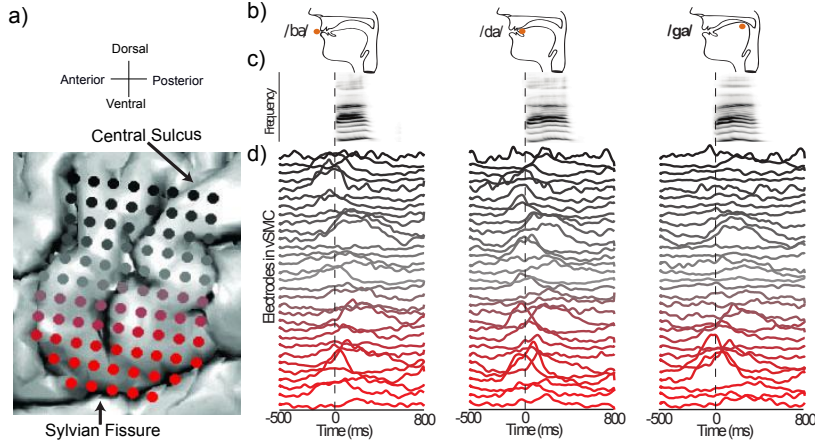 a)
Dorsal
Anterior
Posterior
Ventral
Central Sulcus
Sylvian Fissure
b)
/ba/
/da/
/ga/
c)
Frequency
d)
Electrodes in vSMC
-500
0
800
Time (ms)
-500
0
800
Time (ms)
-500
0
800
Time (ms)